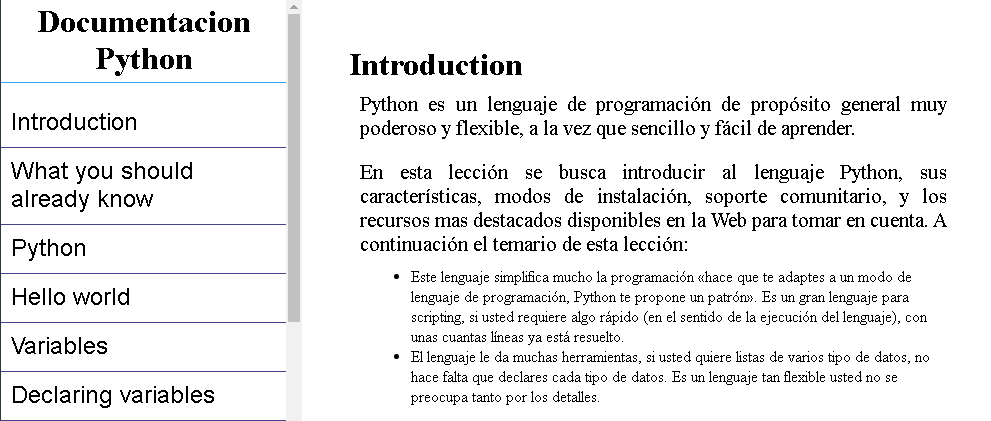 Documentacion
Python
Introduction
What you should
already know
Python
Hello world
Variables
Declaring variables
Introduction
Python es un lenguaje de programación de propósito general muy
poderoso y flexible, a la vez que sencillo y fácil de aprender.
En esta lección se busca introducir al lenguaje Python, sus
características, modos de instalación, soporte comunitario, y los
recursos mas destacados disponibles en la Web para tomar en cuenta. A
continuación el temario de esta lección:
• Este lenguaje simplifica mucho la programación «hace que te adaptes a un modo de
lenguaje de programación, Python te propone un patrón». Es un gran lenguaje para
scripting, si usted requiere algo rápido (en el sentido de la ejecución del lenguaje), con
unas cuantas líneas ya está resuelto.
• El lenguaje le da muchas herramientas, si usted quiere listas de varios tipo de datos, no
hace falta que declares cada tipo de datos. Es un lenguaje tan flexible usted no se
preocupa tanto por los detalles.